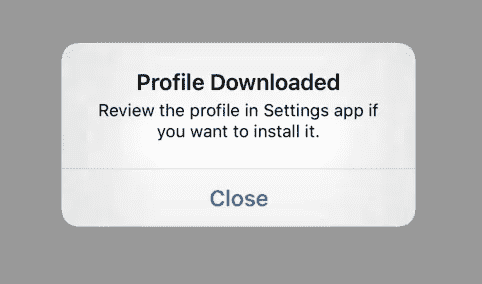 Profile Downloaded
Review the profile in Settings app if
you want to install it.
Close